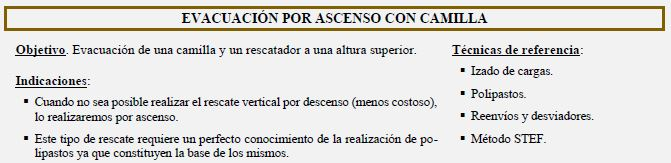 EVACUACIÓN POR ASCENSO CON CAMILLA
Objetivo. Evacuación de una camilla y un rescatador a una altura superior.
Indicaciones:
▪ Cuando no sea posible realizar el rescate vertical por descenso (menos costoso),
lo realizaremos por ascenso.
▪ Este tipo de rescate requiere un perfecto conocimiento de la realización de po-
lipastos ya que constituyen la base de los mismos.
Técnicas de referencia:
▪ Izado de cargas.
▪ Polipastos.
▪ Reenvíos y desviadores.
▪ Método STEF.